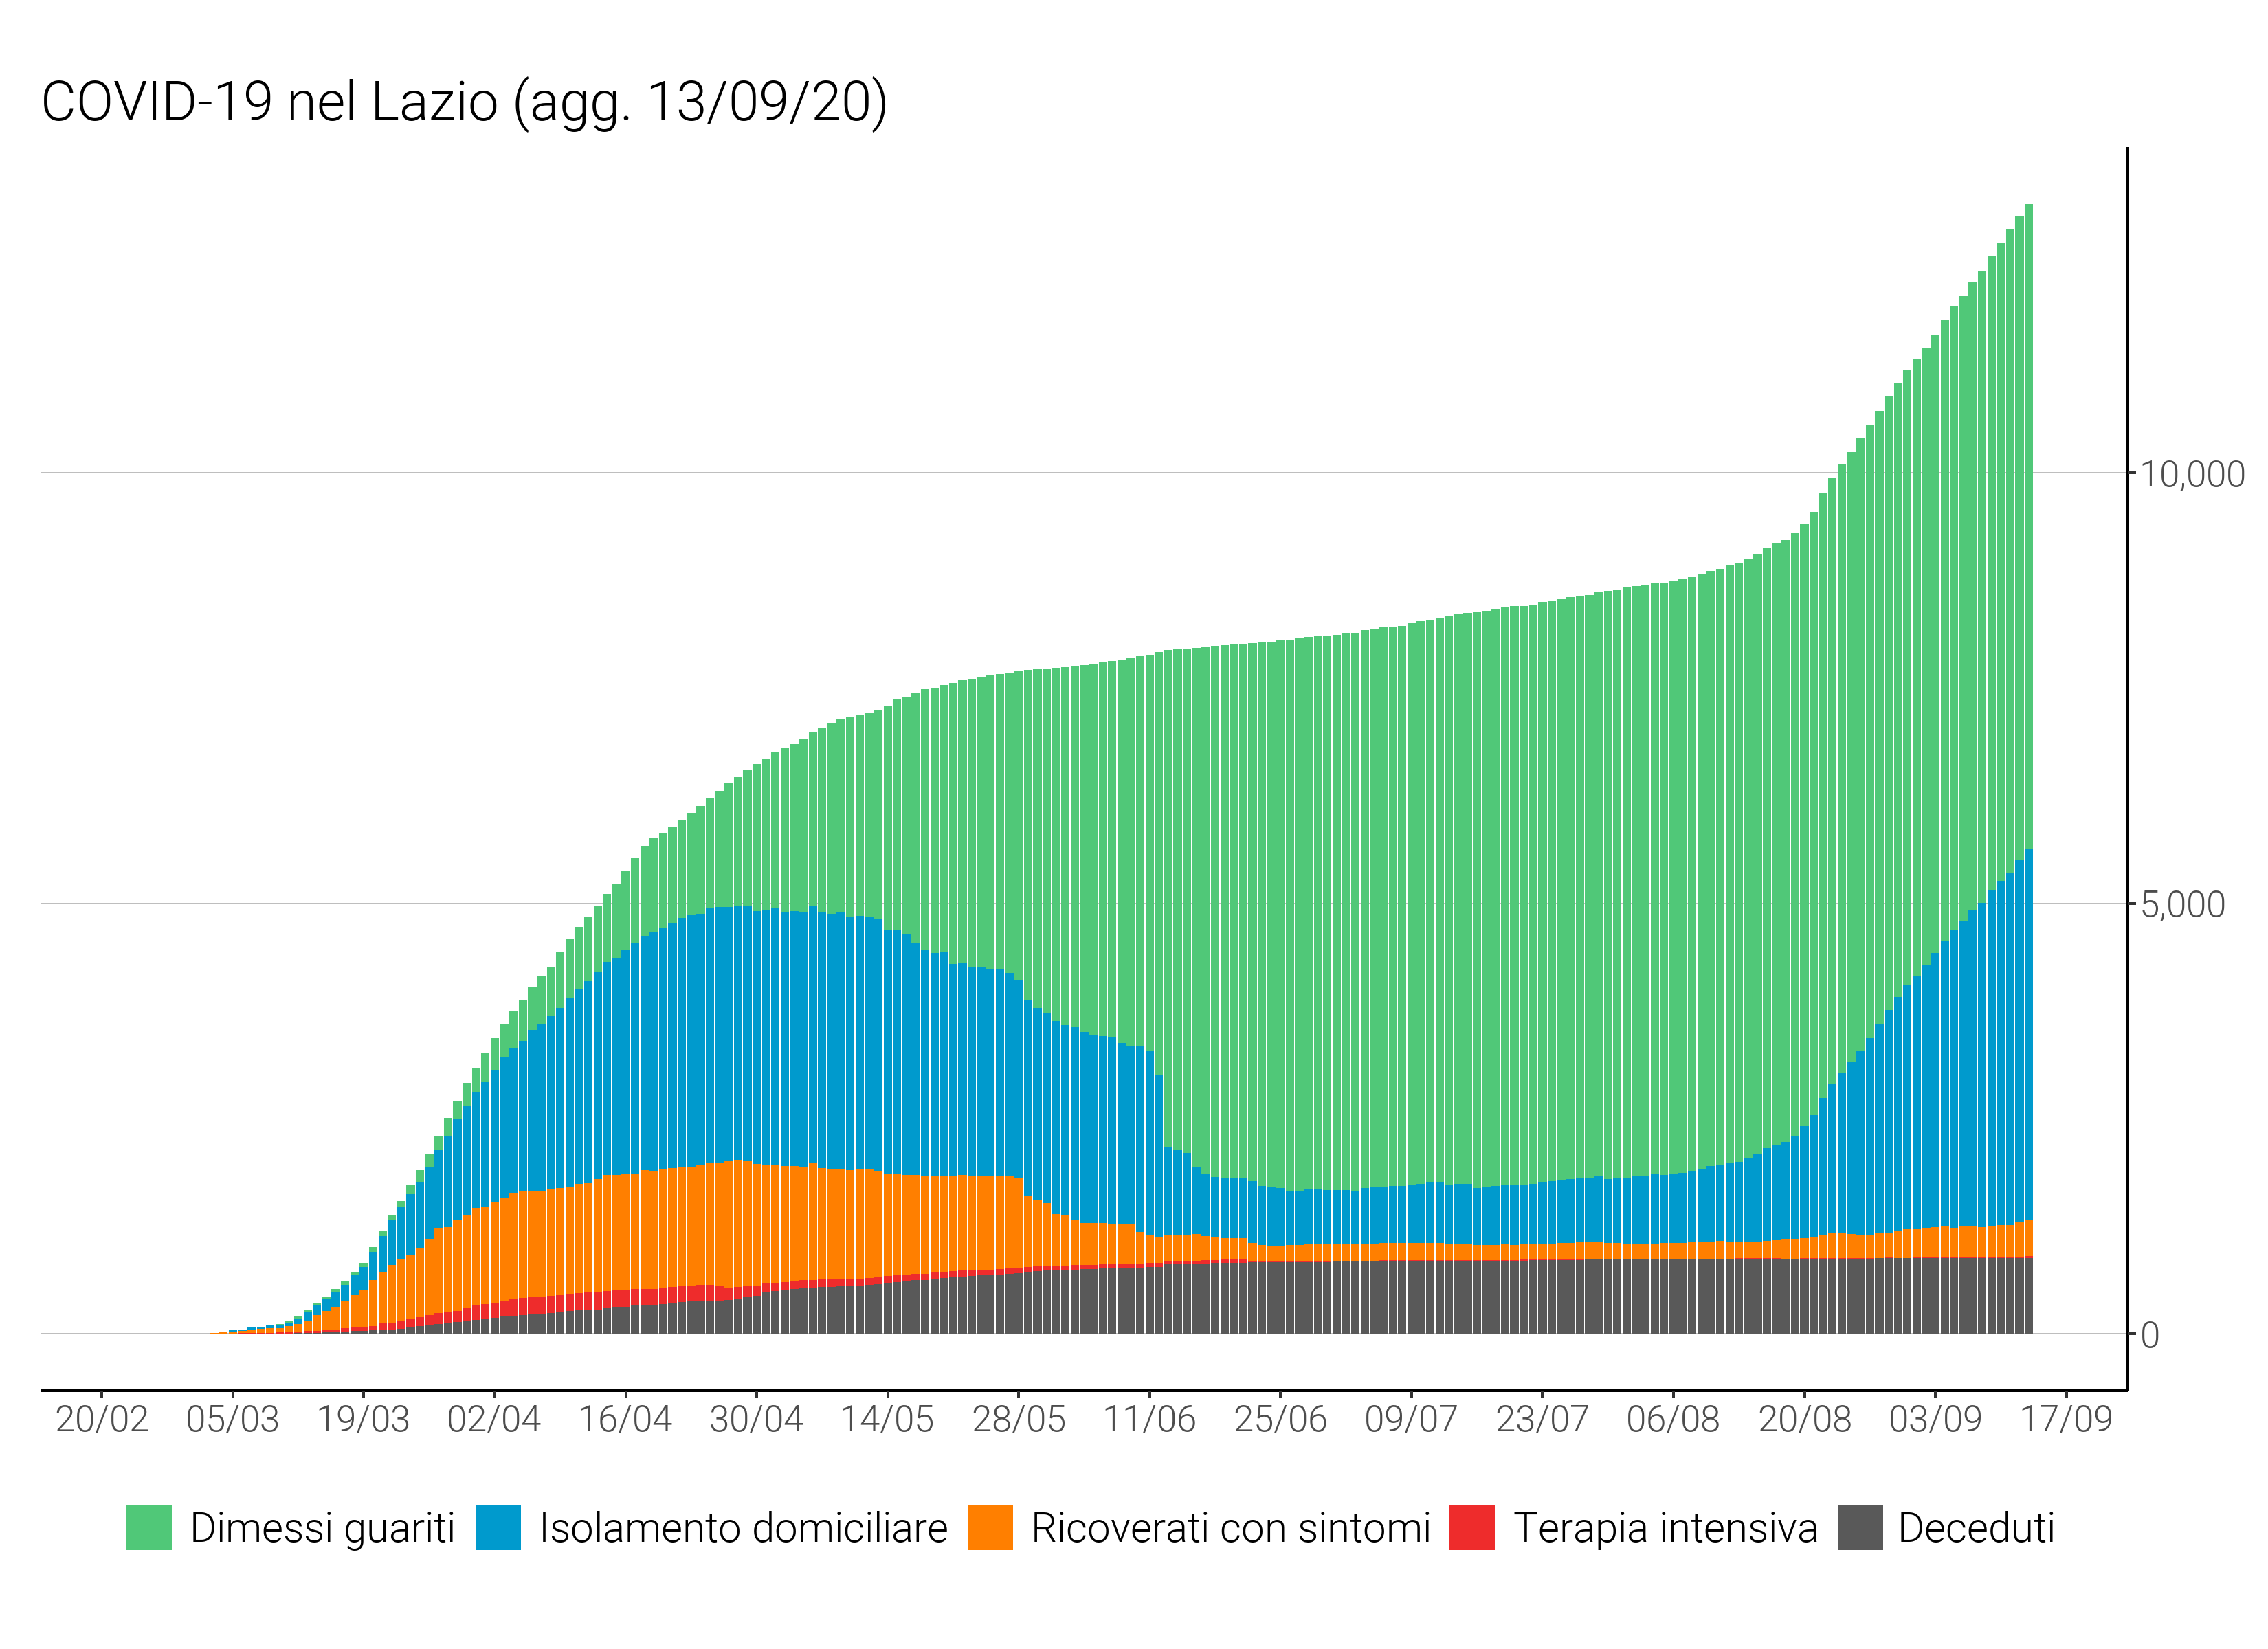 COVID-19 nel Lazio (agg. 13/09/20)
10,000
5,000
0
20/02 05/03 19/03 02/04 16/04 30/04 14/05 28/05 11/06 25/06 09/07 23/07 06/08 20/08 03/09 17/09
Dimessi guariti Isolamento domiciliare Ricoverati con sintomi Terapia intensiva Deceduti